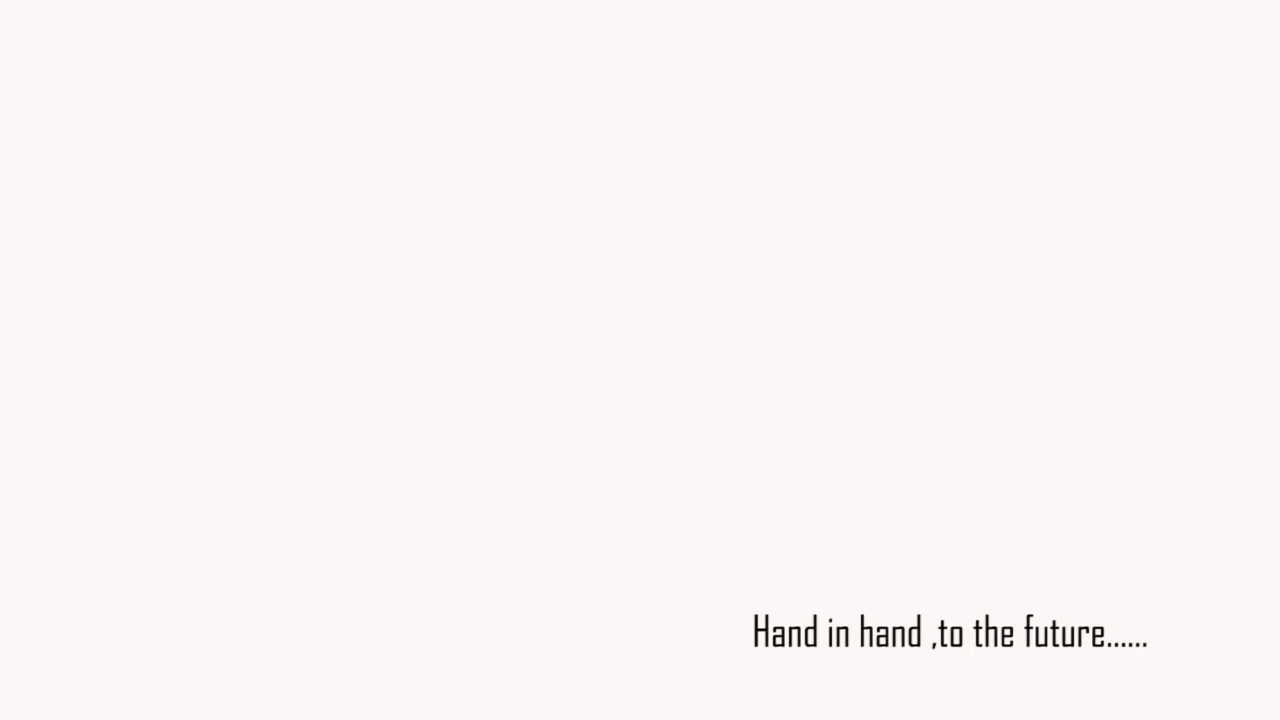 Hand in hand ,to the future......